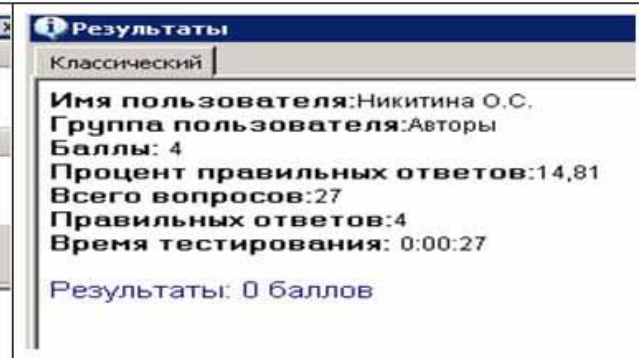 Результаты
Классический
Имя пользователя:Никитина О.С.
Группа пользователя:Авторы
Баллы: 4
Процент правильных ответов:14,81
Всего вопросов:27
Правильных ответов:4
Время тестирования: 0:00:27
Результаты: 0 баллов